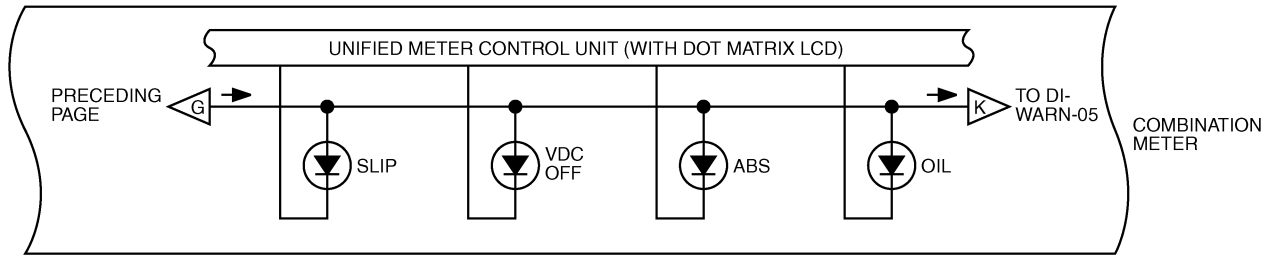 UNIFIED METER CONTROL UNIT (WITH DOT MATRIX LCD)
PRECEDING
PAGE
G
K
TO DI-
WARN-05
COMBINATION
METER
SLIP
VDC
OFF
ABS
OIL